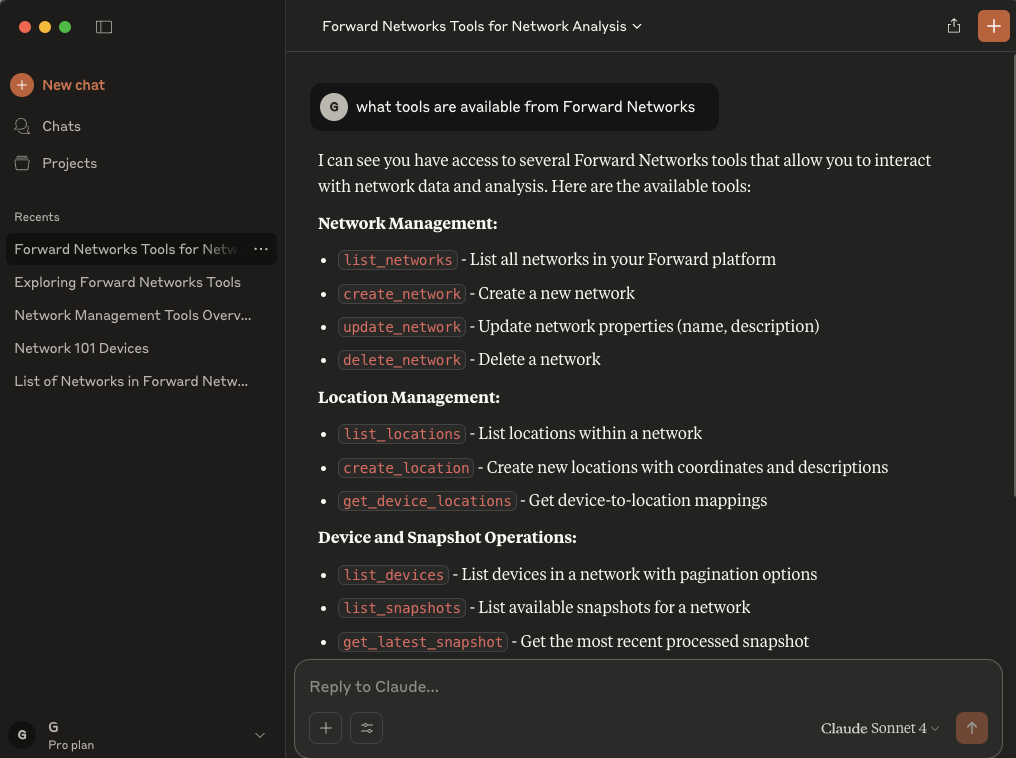 Forward Networks Tools for Network Analysis
New chat
Chats
Projects
Recents
Forward Networks Tools for Netw
Exploring Forward Networks Tools
Network Management Tools Overv...
Network 101 Devices
List of Networks in Forward Netw...
G
G
Pro plan
G
what tools are available from Forward Networks
I can see you have access to several Forward Networks tools that allow you to interact
with network data and analysis. Here are the available tools:
Network Management:
• list_networks - List all networks in your Forward platform
• create_network - Create a new network
• update_network - Update network properties (name, description)
• delete_network - Delete a network
Location Management:
• list_locations - List locations within a network
• create_location - Create new locations with coordinates and descriptions
• get_device_locations - Get device-to-location mappings
Device and Snapshot Operations:
• list_devices - List devices in a network with pagination options
• list_snapshots - List available snapshots for a network
• get_latest_snapshot - Get the most recent processed snapshot
Reply to Claude...
Claude Sonnet 4